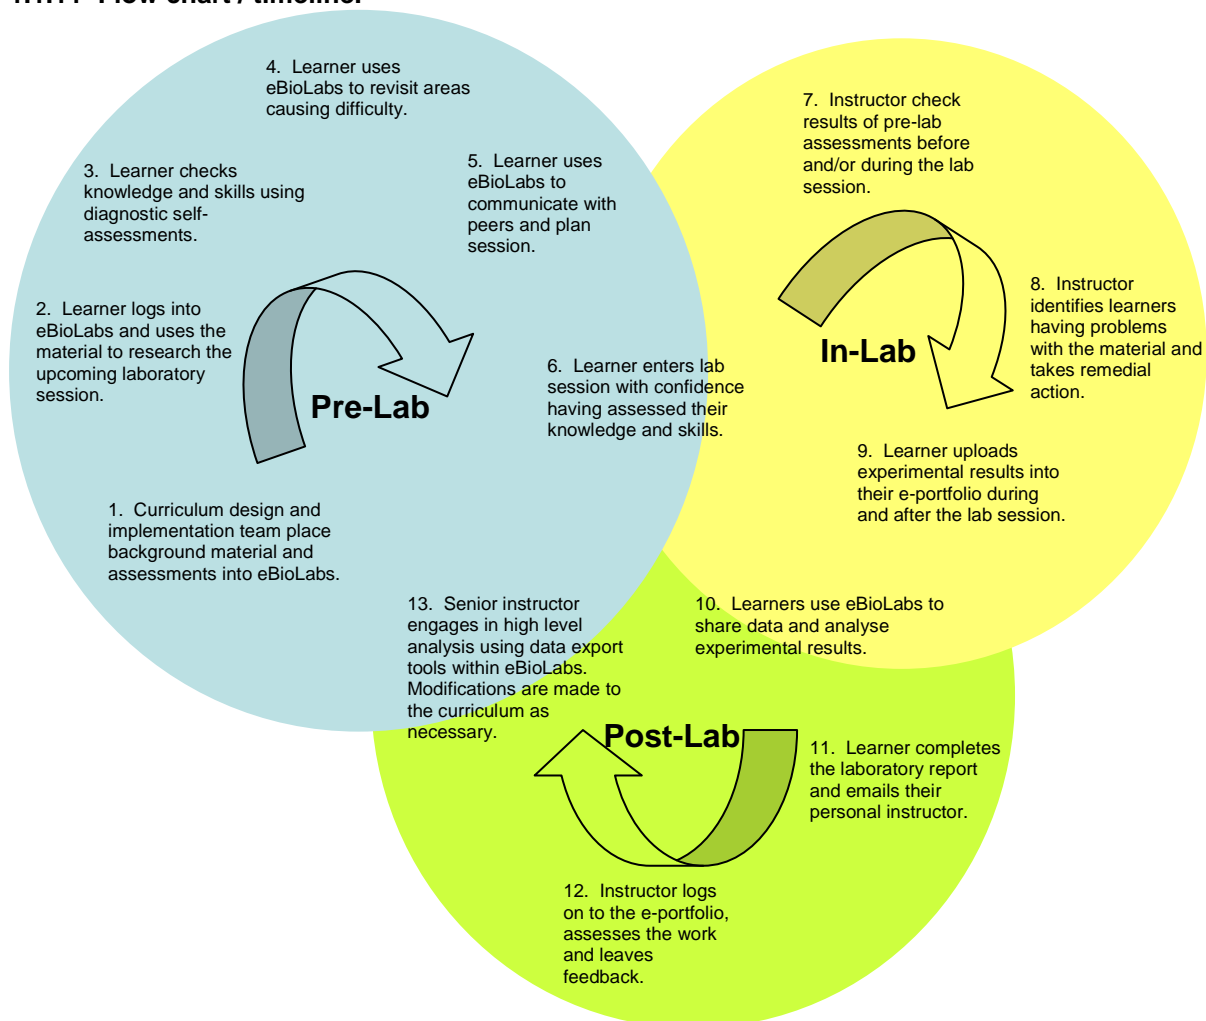 Flow chart / timeline.
4. Learner uses
eBioLabs to revisit areas
causing difficulty.
3. Learner checks
knowledge and skills using
diagnostic self-
assessments.
5. Learner uses
eBioLabs to
communicate with
peers and plan
session.
2. Learner logs into
eBioLabs and uses the
material to research the
upcoming laboratory
session.
Pre-Lab
6. Learner enters lab
session with confidence
having assessed their
knowledge and skills.
1. Curriculum design and
implementation team place
background material and
assessments into eBioLabs.
7. Instructor check
results of pre-lab
assessments before
and/or during the lab
session.
In-Lab
8. Instructor
identifies learners
having problems
with the material and
takes remedial
action.
9. Learner uploads
experimental results into
their e-portfolio during
and after the lab session.
10. Learners use eBioLabs to
share data and analyse
experimental results.
Post-Lab
11. Learner completes
the laboratory report
and emails their
personal instructor.
12. Instructor logs
on to the e-portfolio,
assesses the work
and leaves
feedback.
13. Senior instructor
engages in high level
analysis using data export
tools within eBioLabs.
Modifications are made to
the curriculum as
necessary.